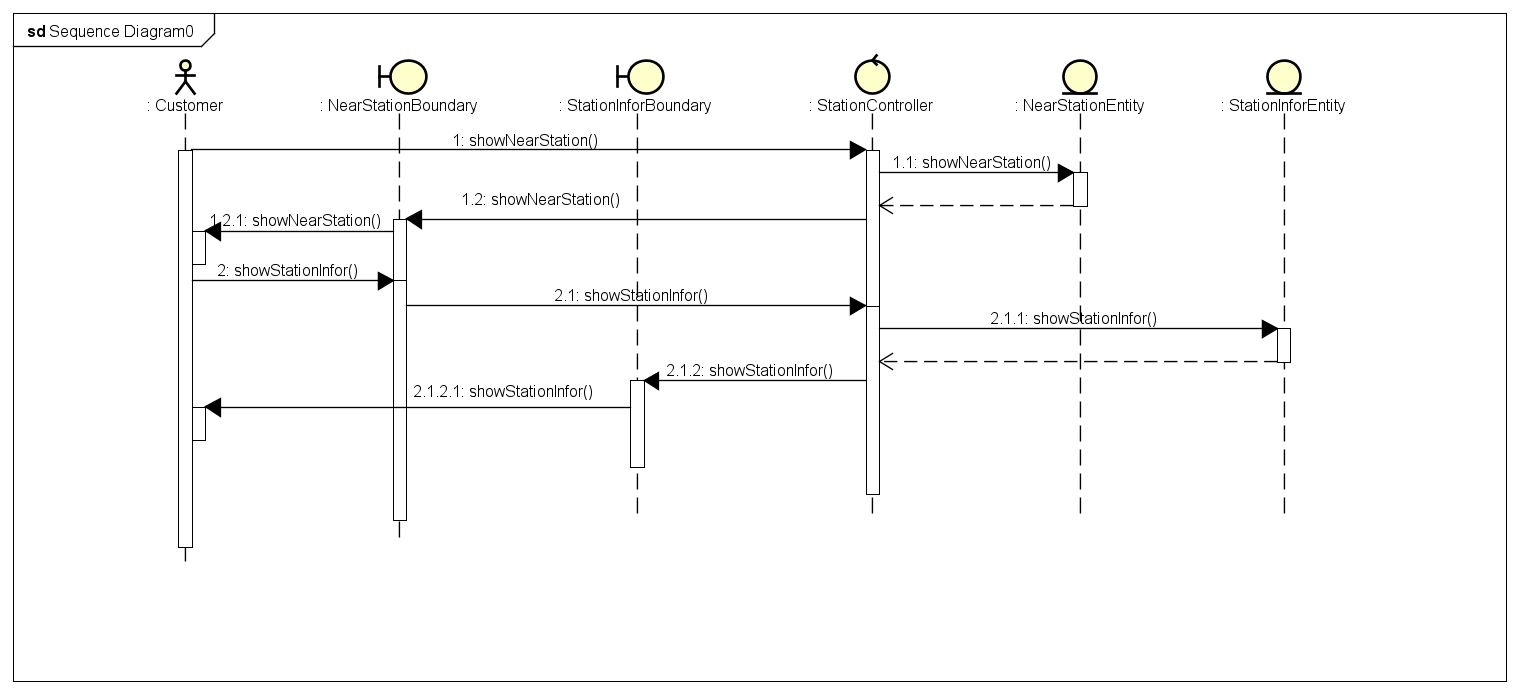 sd Sequence Diagram0
: Customer
: NearStationBoundary
: StationInforBoundary
: StationController
: NearStationEntity
: StationInforEntity
1: showNearStation()
1.1: showNearStation()
1.2: showNearStation()
1.2.1: showNearStation()
2: showStationInfor()
2.1: showStationInfor()
2.1.1: showStationInfor()
2.1.2: showStationInfor()
2.1.2.1: showStationInfor()